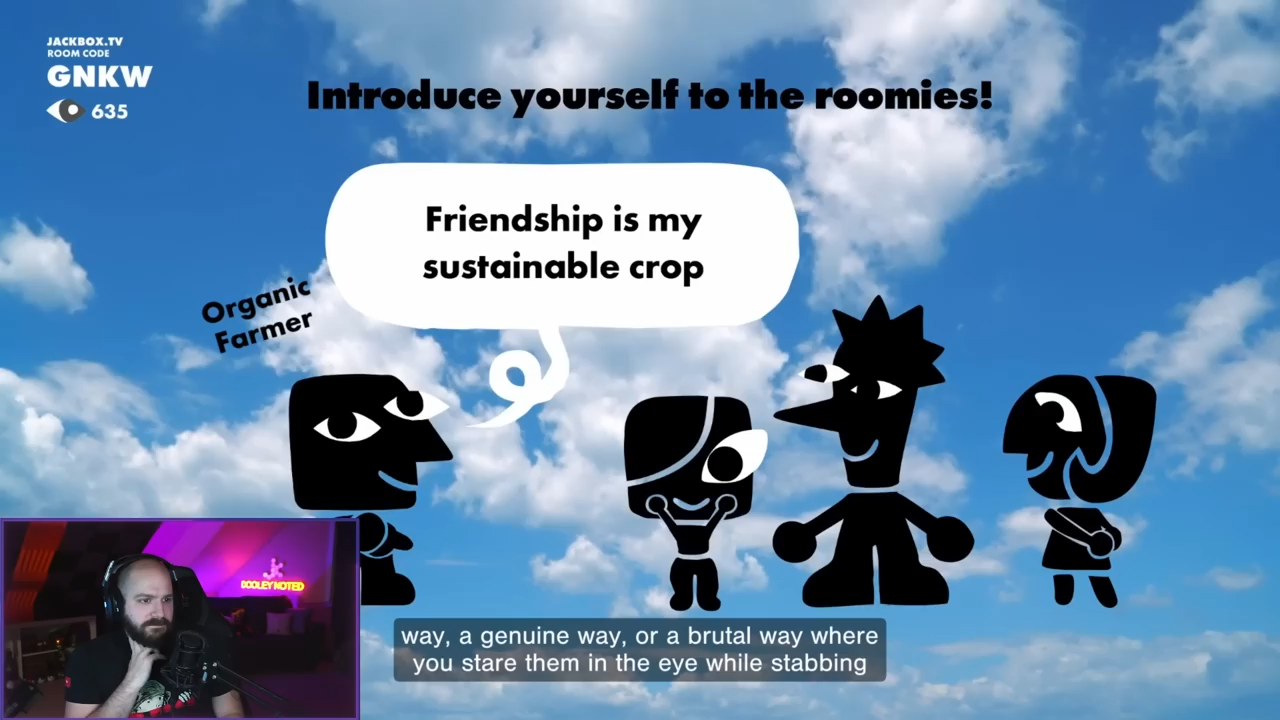 JACKBOX.TV
ROOM CODE
GNKW
635
Introduce yourself to the roomies!
Friendship is my
sustainable crop
Organic
Farmer
DOOLEY NOTED
way, a genuine way, or a brutal way where
you stare them in the eye while stabbing